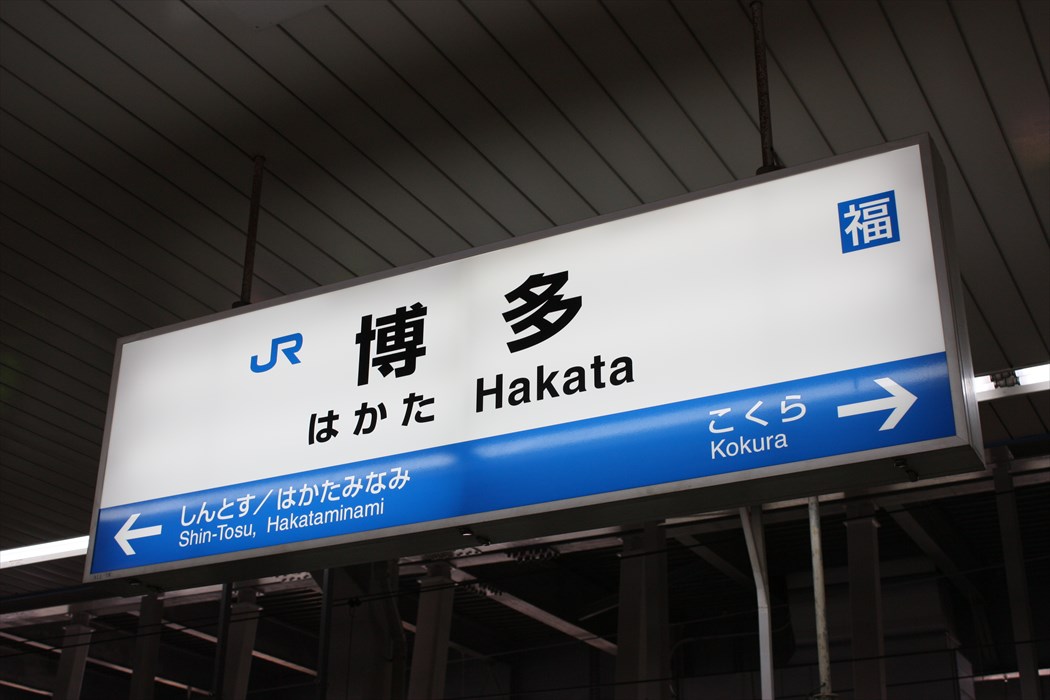 福
JR 博多
はかた Hakata
こくら
Kokura
しんとす/はかたみなみ
Shin-Tosu, Hakataminami